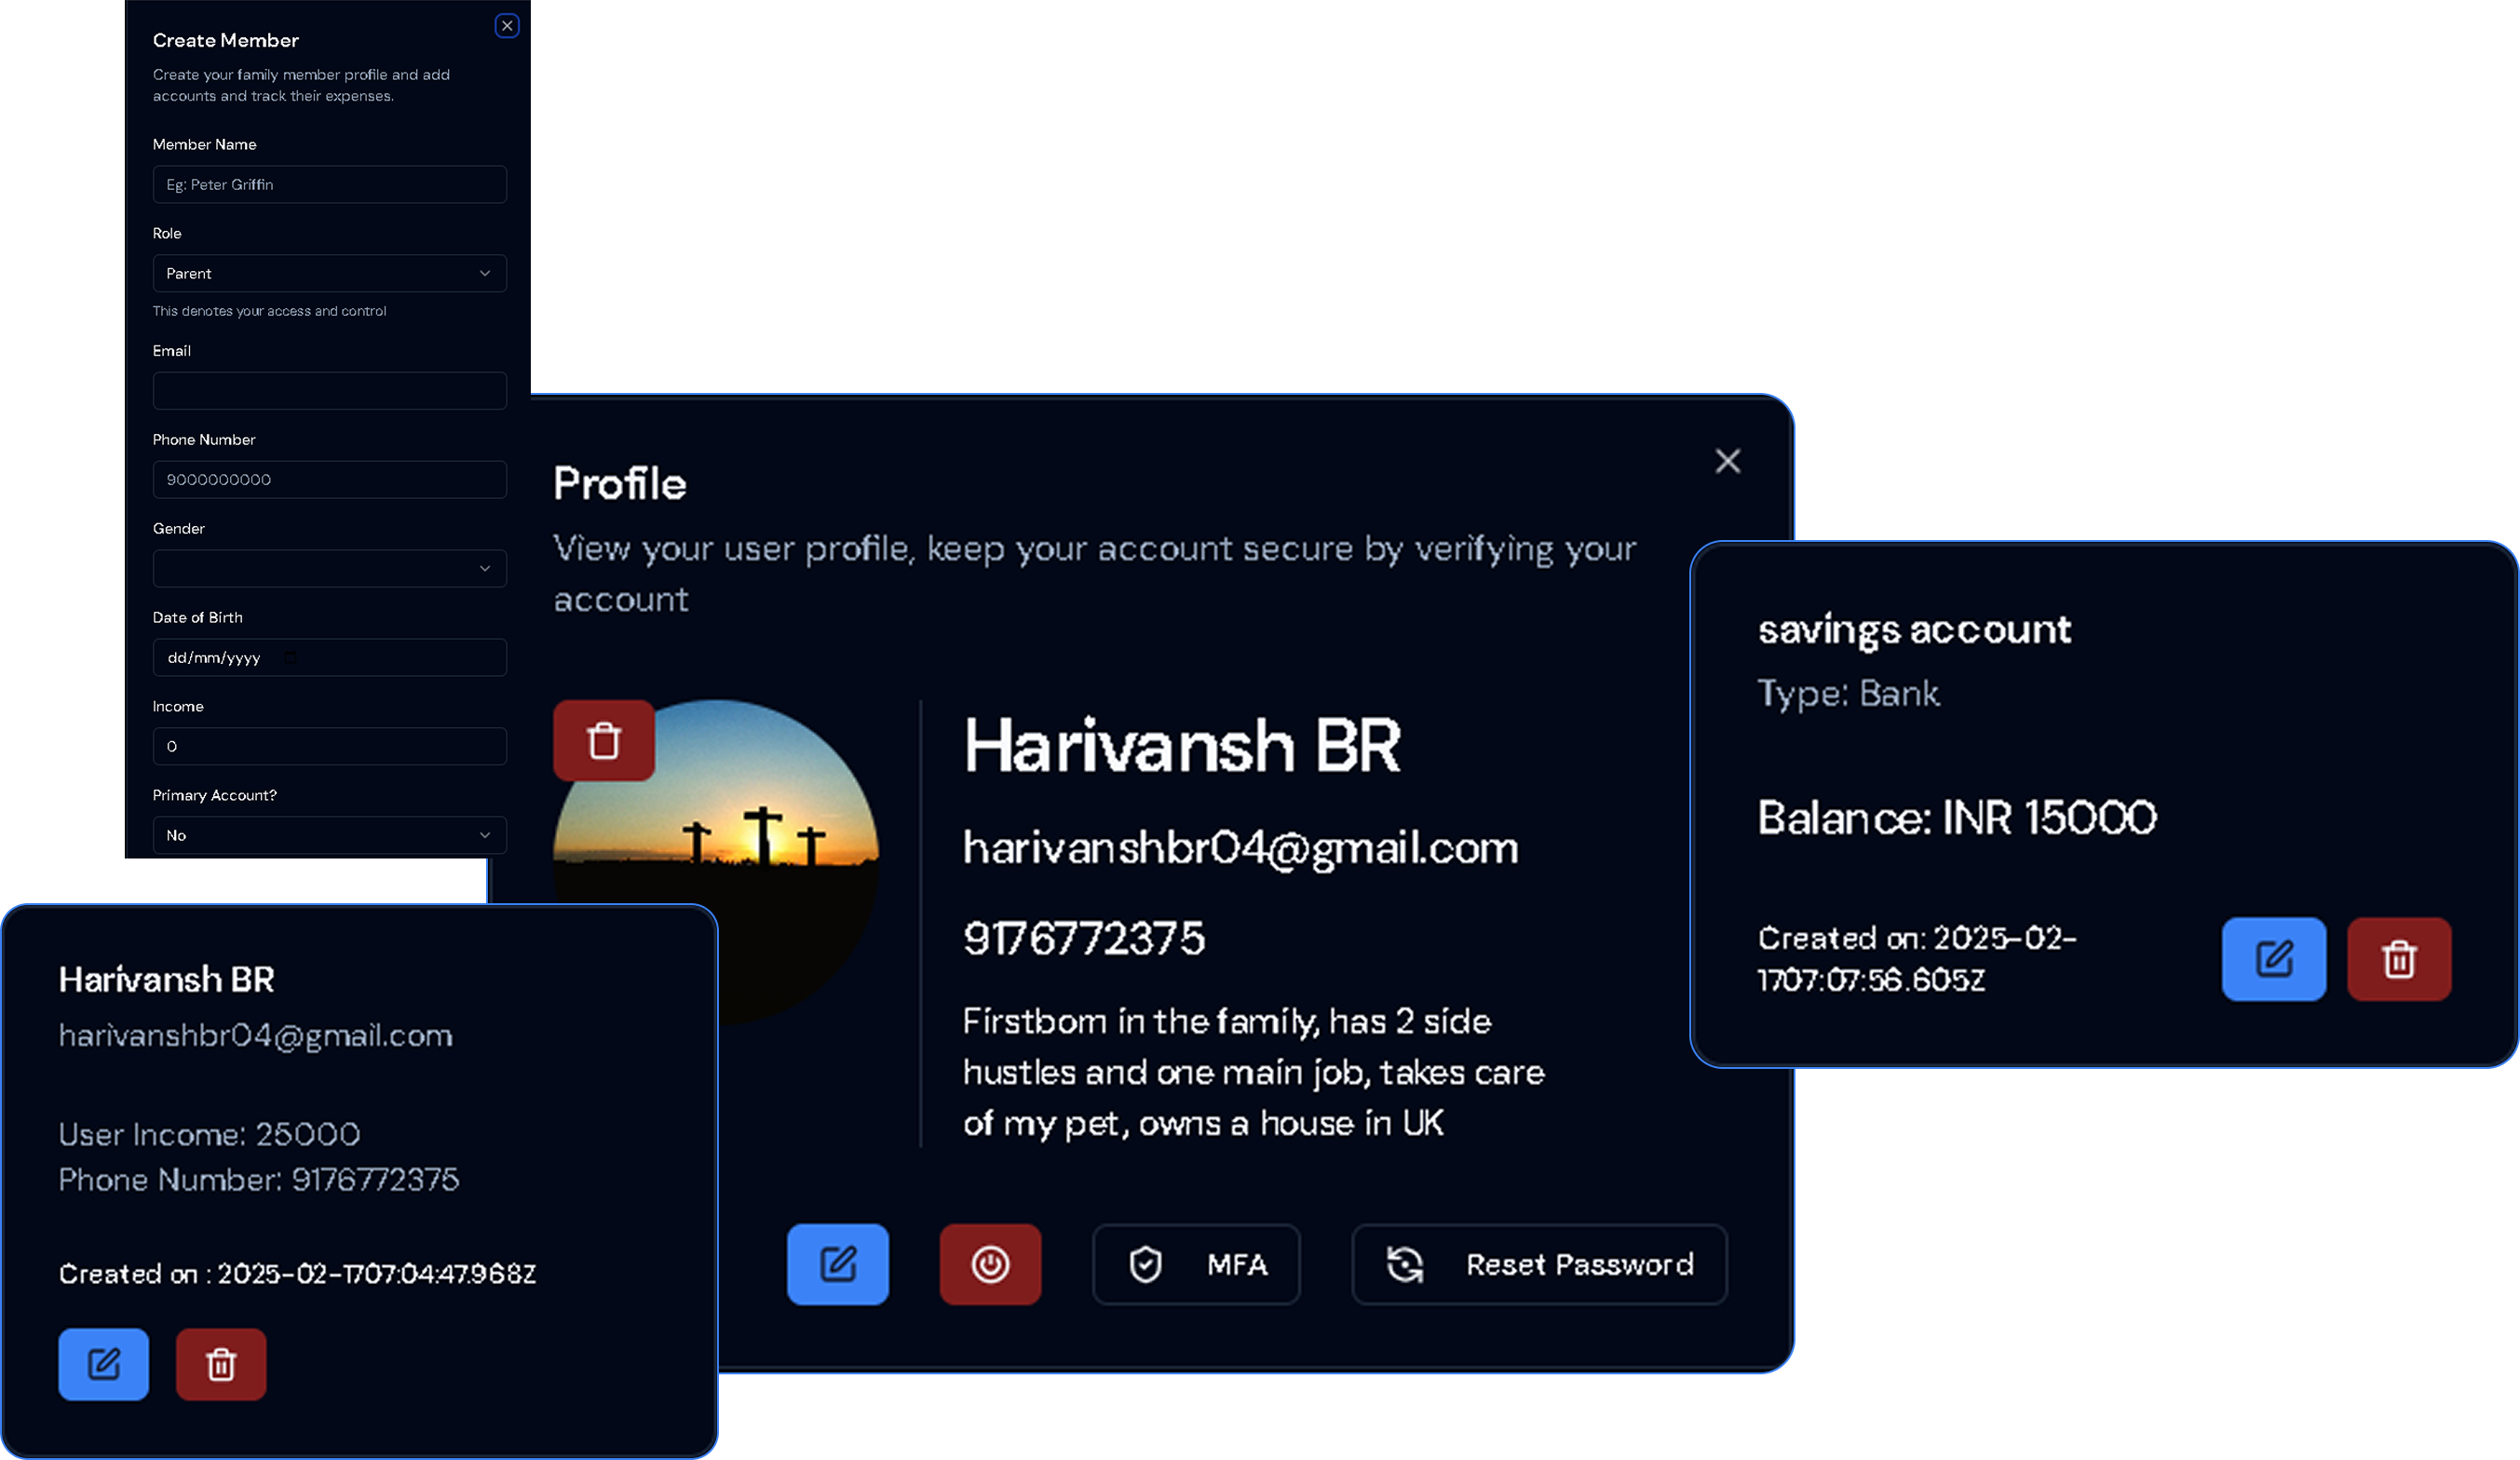 Create Member
Create your family member profile and add
accounts and track their expenses.
Member Name
Eg: Peter Griffin
Role
Parent
This denotes your access and control
Email
Phone Number
9000000000
Gender
Date of Birth
dd/mm/yyyy
Income
0
Primary Account?
No
Profile
View your user profile, keep your account secure by verifying your
account
Harivansh BR
harivanshbr04@gmail.com
9176772375
Firstborn in the family, has 2 side
hustles and one main job, takes care
of my pet, owns a house in UK
MFA
Reset Password
savings account
Type: Bank
Balance: INR 15000
Created on: 2025-02-
1707:07:56.605Z
Harivansh BR
harivanshbr04@gmail.com
User Income: 25000
Phone Number: 9176772375
Created on : 2025-02-1707:04:47.968Z